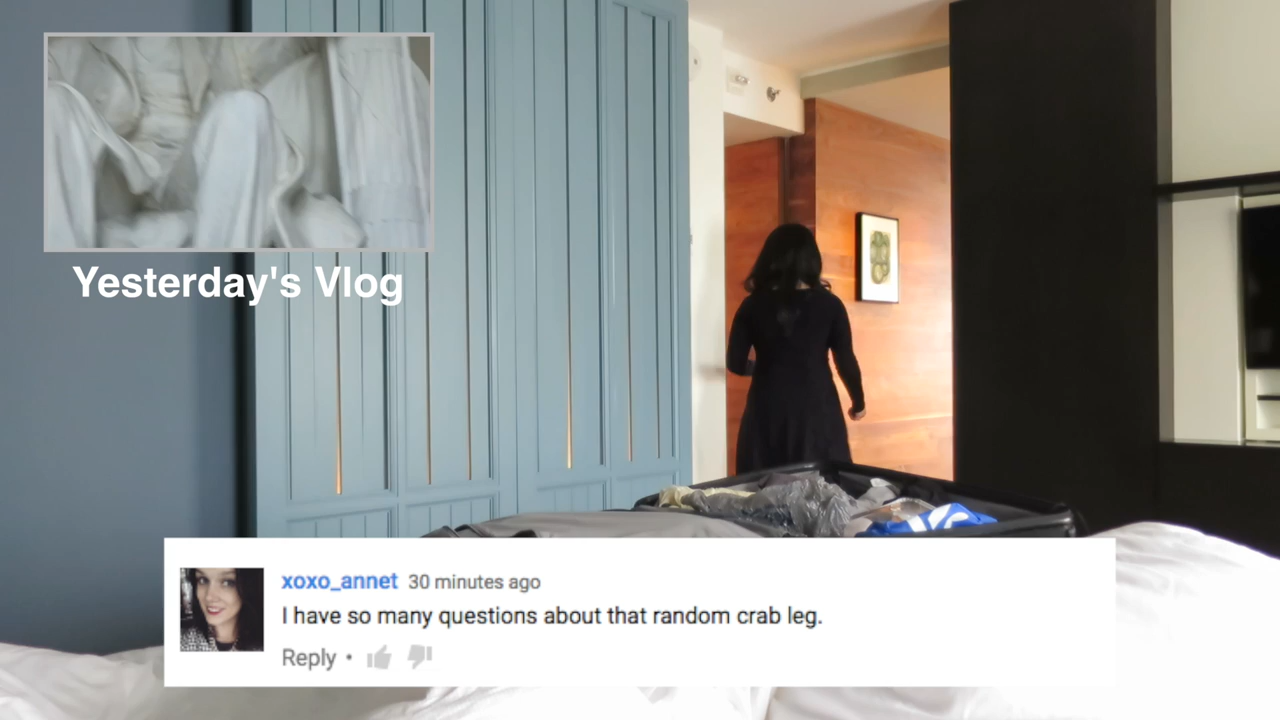 Yesterday's Vlog
xoxo_annet 30 minutes ago
I have so many questions about that random crab leg.
Reply •